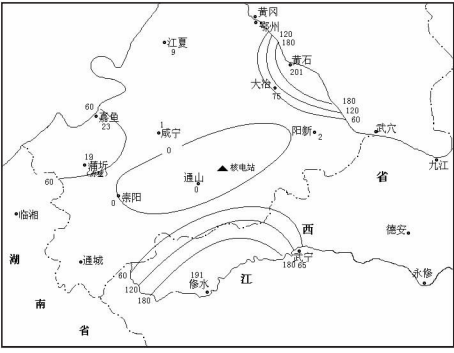 黄冈
鄂州
江夏
9
120
180
黄石
201
大冶
76
60
嘉鱼
23
180
120
60
咸宁
1
0
阳新
2
武穴
九江
19
蒲圻
60
核电站
通山
0
崇阳
0
省
临湘
西
德安
湖
通城
武宁
180 65
60
120
180
191
修水
江
永修
南
省